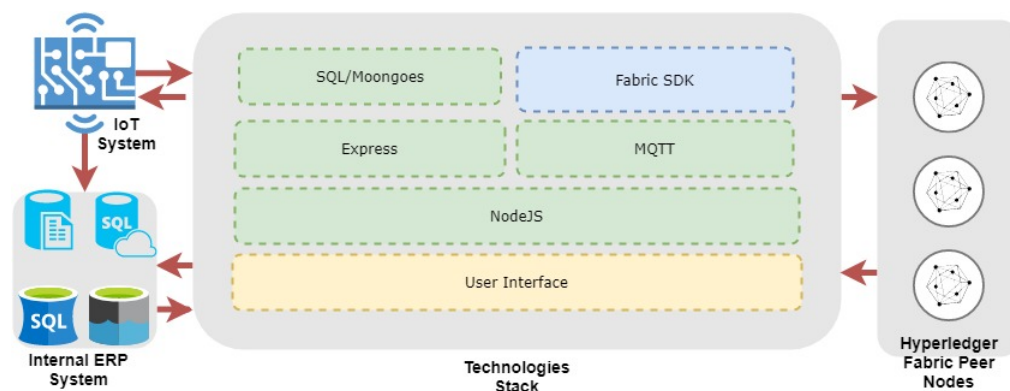 SQL/Moongoes
Fabric SDK
IoT
System
Express
MQTT
NodeJS
SQL
User Interface
SQL
Internal ERP
System
Technologies
Stack
Hyperledger
Fabric Peer
Nodes